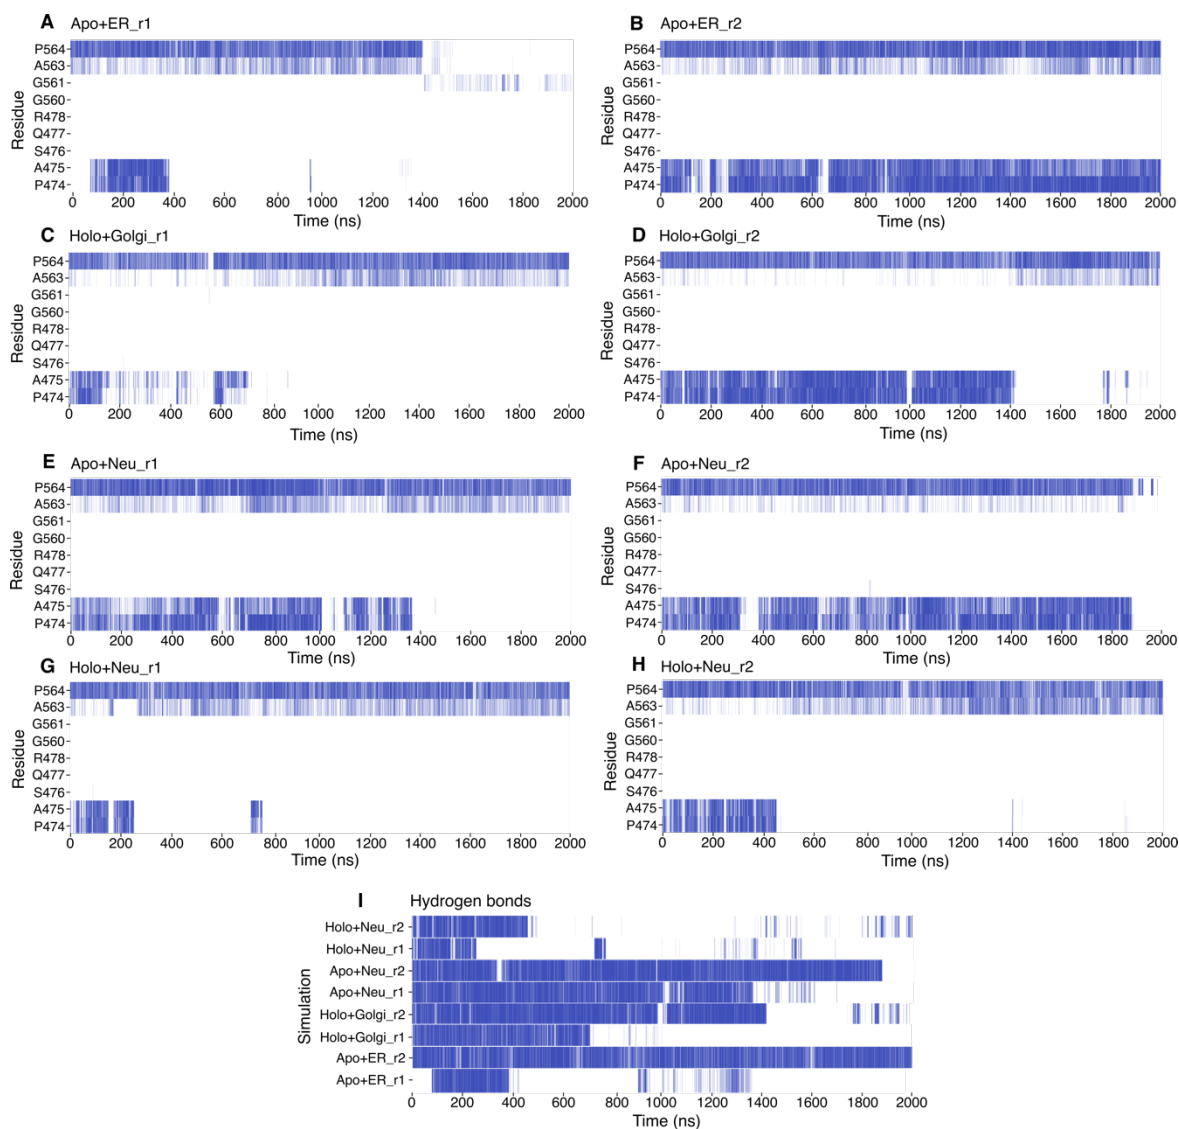 A Apo+ER_r1
P564
A563
G561
G560
R478
Q477
S476
A475
P474
Residue
0 200 400 600 800 1000 1200 1400 1600 1800 2000
Time (ns)
B Apo+ER_r2
P564
A563
G561
G560
R478
Q477
S476
A475
P474
Residue
0 200 400 600 800 1000 1200 1400 1600 1800 2000
Time (ns)
C Holo+Golgi_r1
P564
A563
G561
G560
R478
Q477
S476
A475
P474
Residue
0 200 400 600 800 1000 1200 1400 1600 1800 2000
Time (ns)
D Holo+Golgi_r2
P564
A563
G561
G560
R478
Q477
S476
A475
P474
Residue
0 200 400 600 800 1000 1200 1400 1600 1800 2000
Time (ns)
E Apo+Neu_r1
P564
A563
G561
G560
R478
Q477
S476
A475
P474
Residue
0 200 400 600 800 1000 1200 1400 1600 1800 2000
Time (ns)
F Apo+Neu_r2
P564
A563
G561
G560
R478
Q477
S476
A475
P474
Residue
0 200 400 600 800 1000 1200 1400 1600 1800 2000
Time (ns)
G Holo+Neu_r1
P564
A563
G561
G560
R478
Q477
S476
A475
P474
Residue
0 200 400 600 800 1000 1200 1400 1600 1800 2000
Time (ns)
H Holo+Neu_r2
P564
A563
G561
G560
R478
Q477
S476
A475
P474
Residue
0 200 400 600 800 1000 1200 1400 1600 1800 2000
Time (ns)
I Hydrogen bonds
Holo+Neu_r2
Holo+Neu_r1
Apo+Neu_r2
Apo+Neu_r1
Holo+Golgi_r2
Holo+Golgi_r1
Apo+ER_r2
Apo+ER_r1
Simulation
0 200 400 600 800 1000 1200 1400 1600 1800 2000
Time (ns)